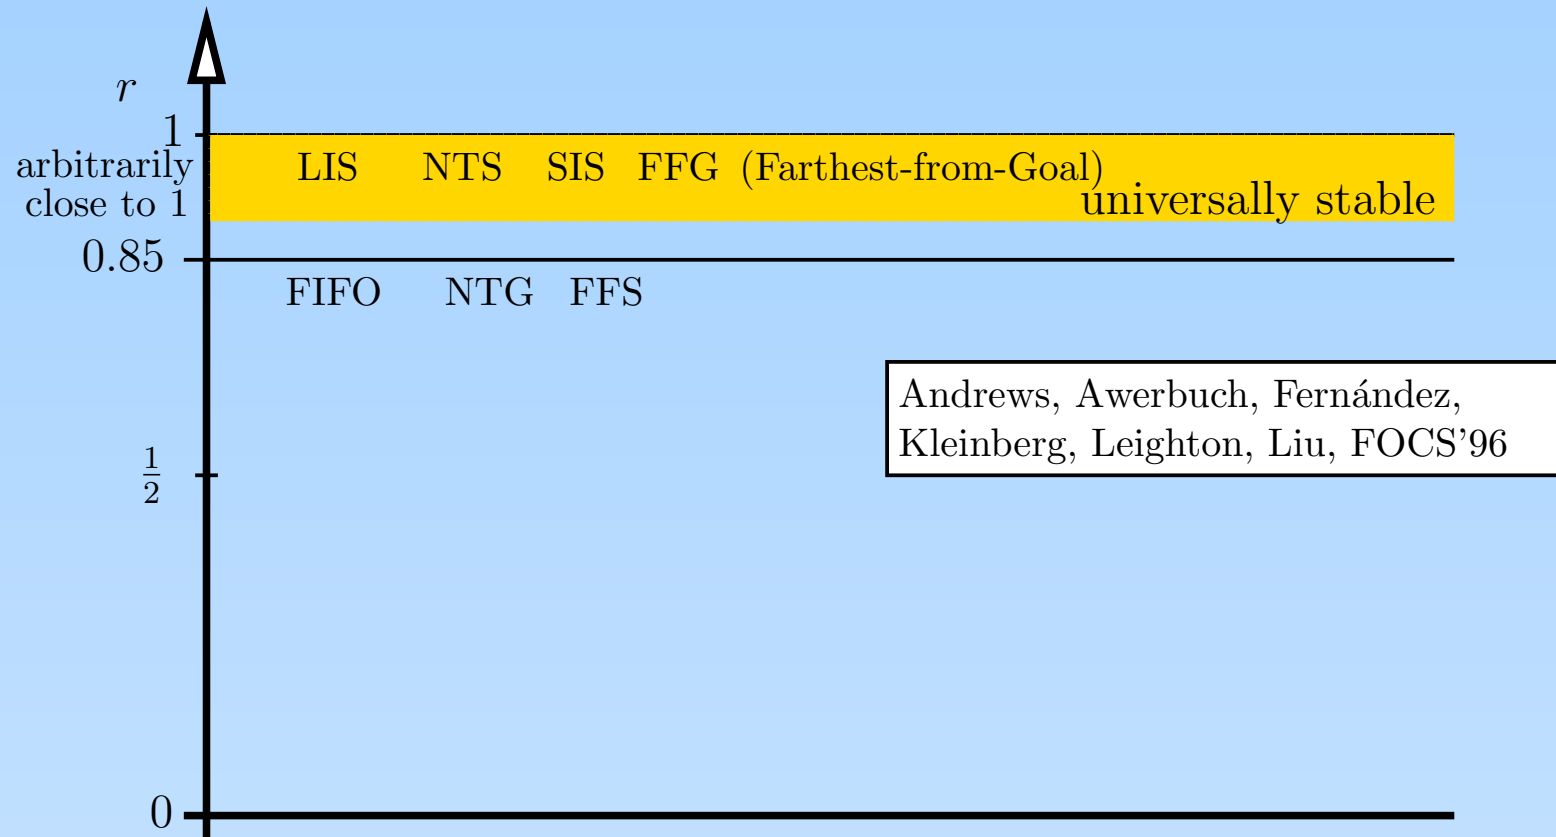 r
1
arbitrarily
close to 1
LIS NTS SIS FFG (Farthest-from-Goal)
universally stable
0.85
FIFO NTG FFS
Andrews, Awerbuch, Fernández,
Kleinberg, Leighton, Liu, FOCS'96
1/2
0